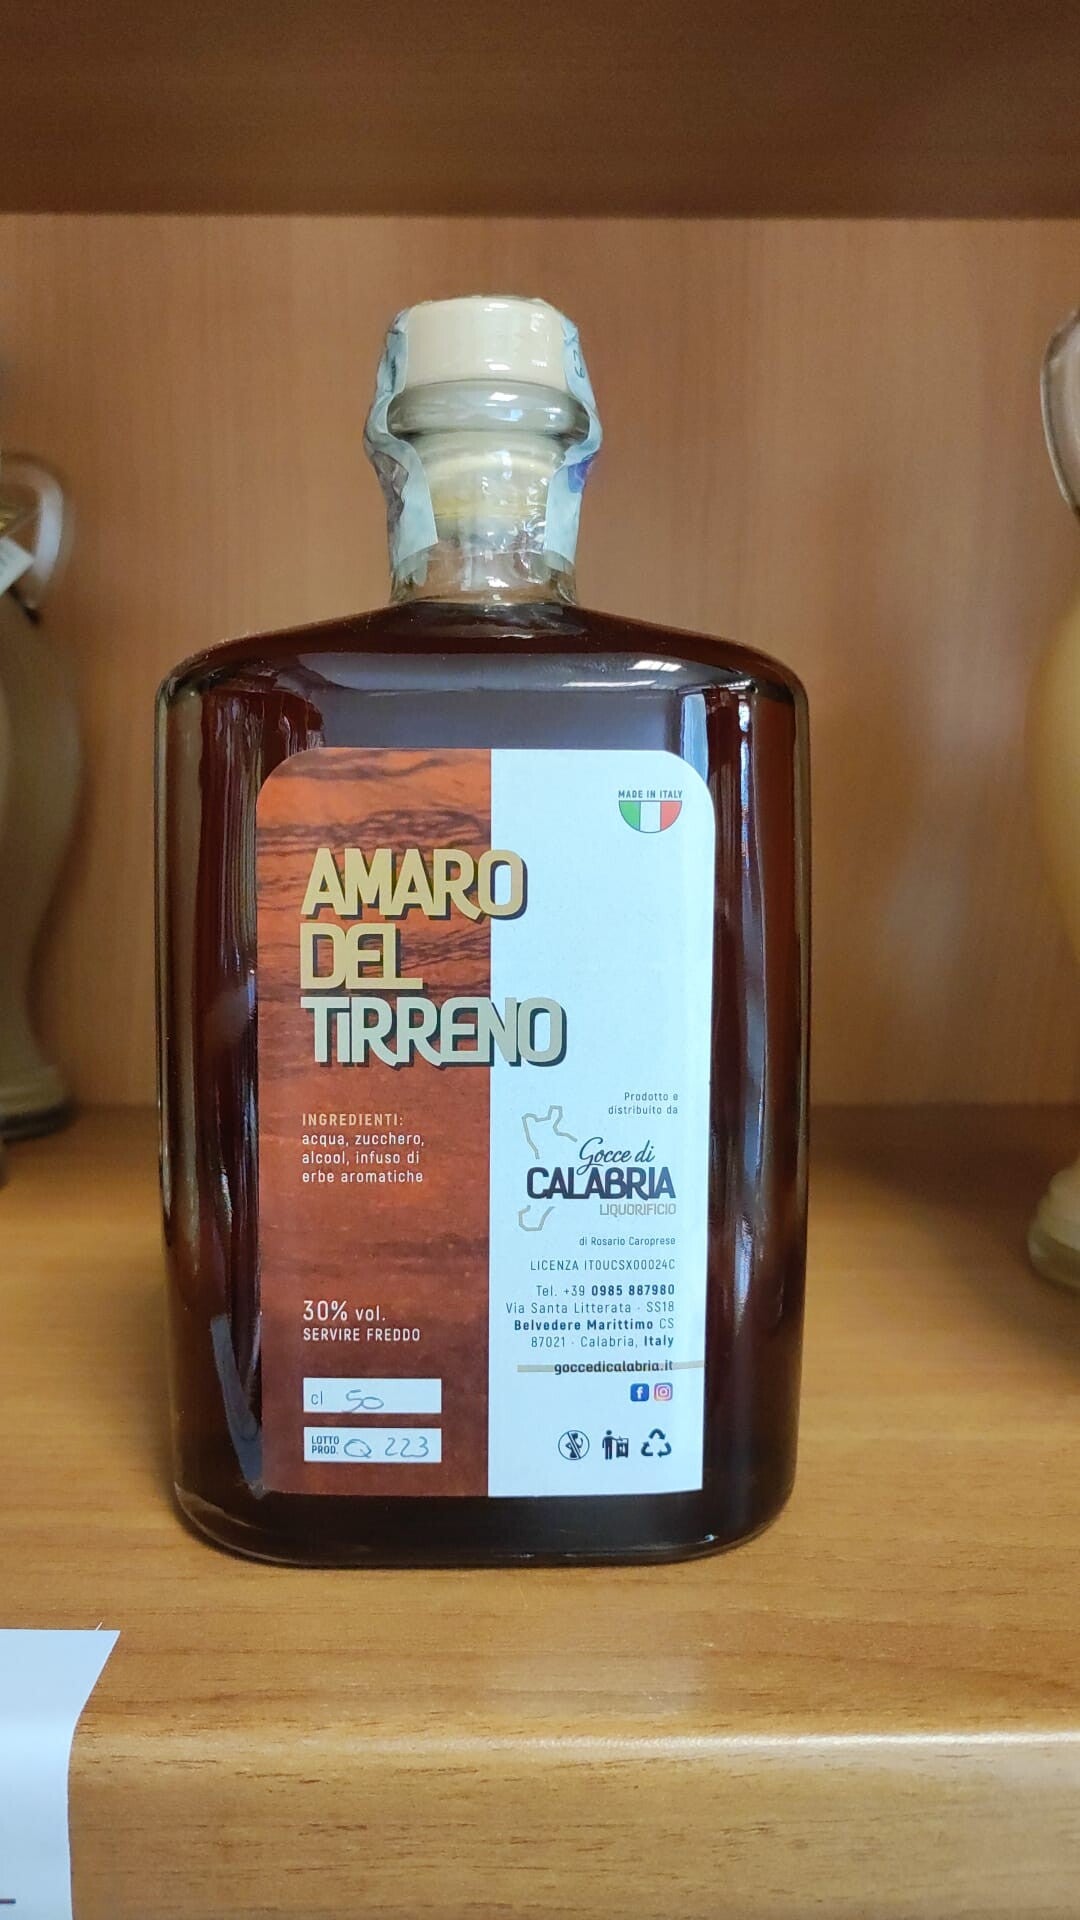 MADE IN ITALY
AMARO
DEL
TiRRENO
INGREDIENTI:
acqua, zucchero,
alcool, infuso di
erbe aromatiche
30% vol.
SERVIRE FREDDO
cl 50
LOTTO
PROD. Q 223
Prodotto e
distribuito da
Gocce di
CALABRIA
LIQUORIFICIO
di Rosario Caroprese
LICENZA IT0UCSX00024C
Tel. +39 0985 887980
Via Santa Litterata · SS18
Belvedere Marittimo CS
87021 · Calabria, Italy
goccedicalabria.it